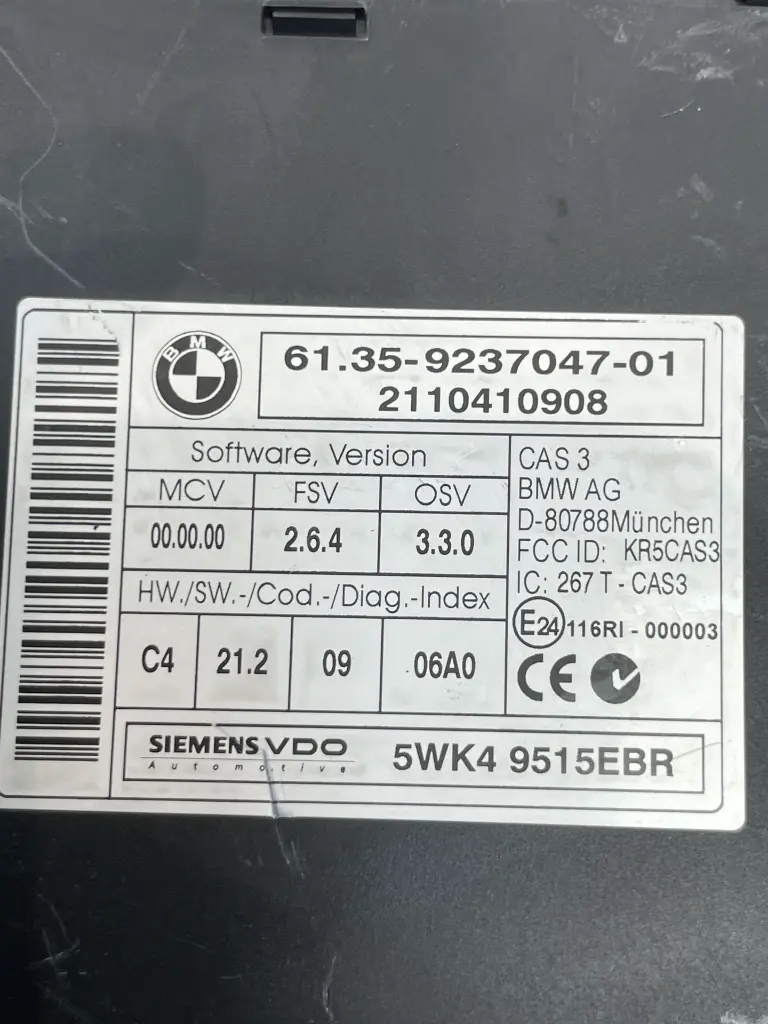 BMW
61.35-9237047-01
2110410908
Software, Version
MCV FSV OSV
00.00.00 2.6.4 3.3.0
HW./SW.-/Cod.-/Diag.-Index
C4 21.2 09 06A0
CAS 3
BMW AG
D-80788München
FCC ID: KR5CAS3
IC: 267 T - CAS3
E24 116RI - 000003
CE
SIEMENS VDO
Automotive
5WK4 9515EBR